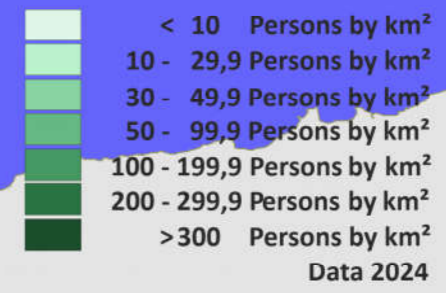 < 10 Persons by km²
10 - 29,9 Persons by km²
30 - 49,9 Persons by km²
50 - 99,9 Persons by km²
100 - 199,9 Persons by km²
200 - 299,9 Persons by km²
>300 Persons by km²
Data 2024